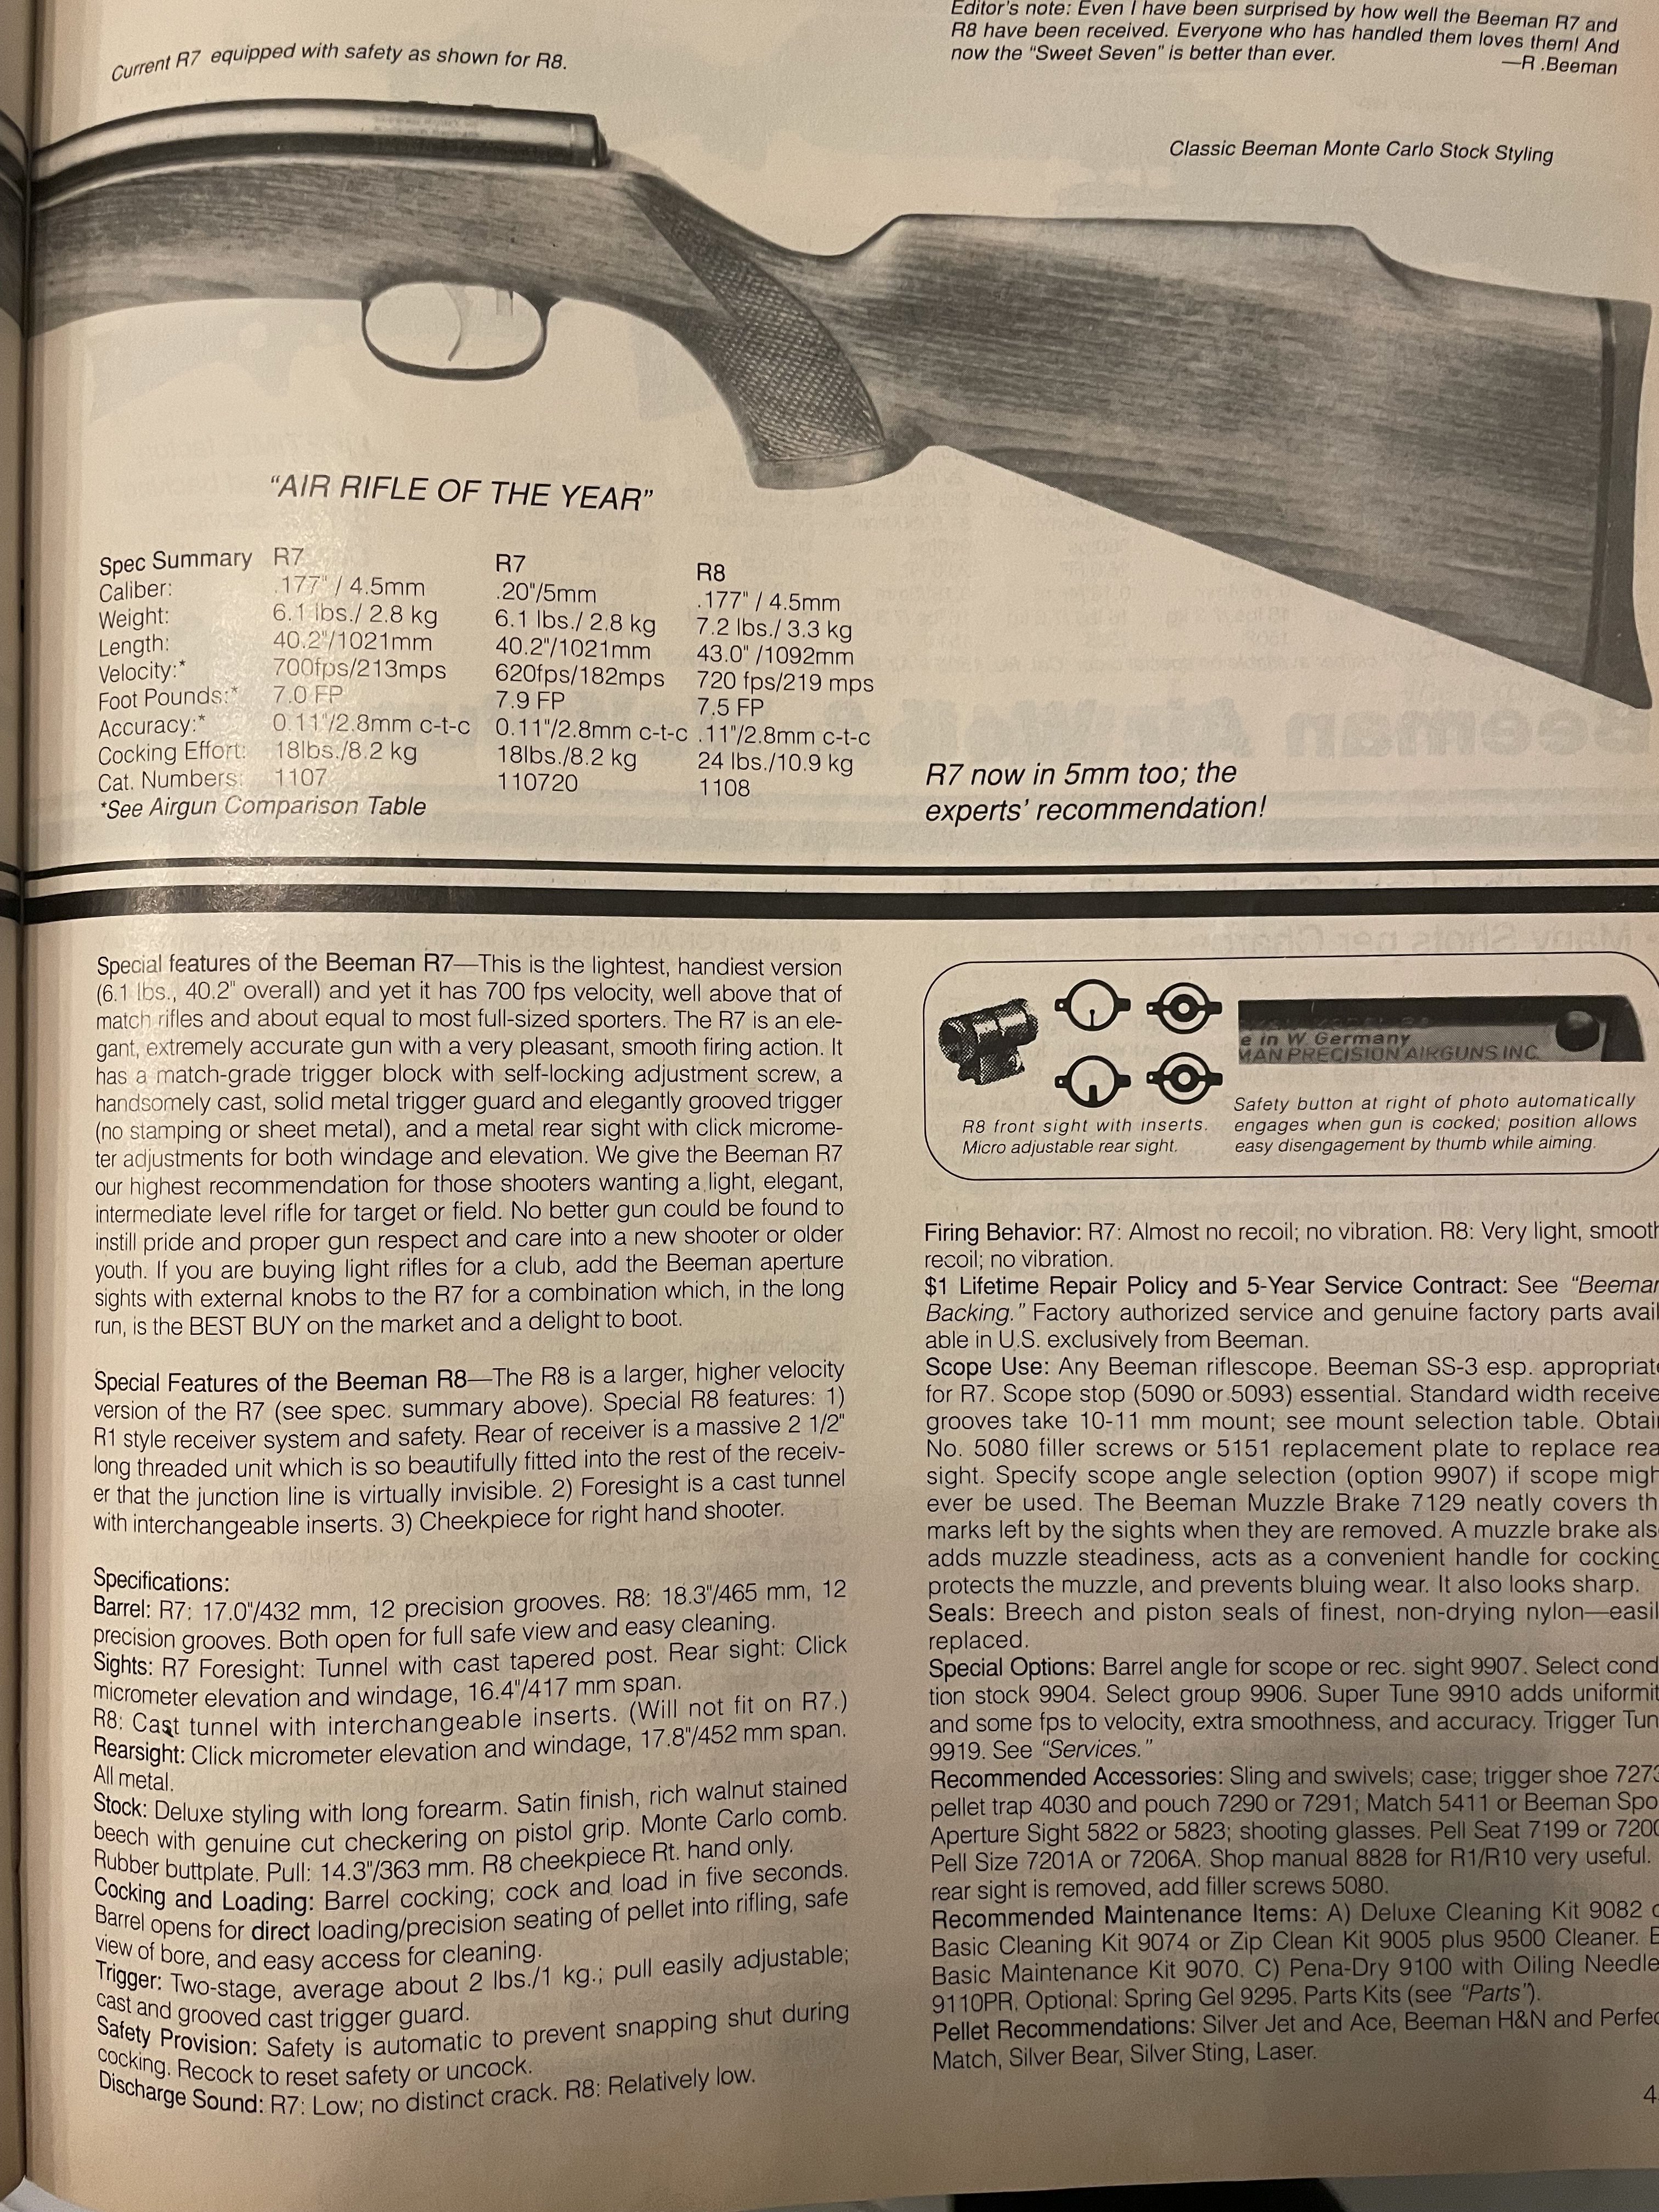 Current R7 equipped with safety as shown for R8.
Editor's note: Even I have been surprised by how well the Beeman R7 and
R8 have been received. Everyone who has handled them loves them! And
now the "Sweet Seven" is better than ever.
—R .Beeman
Classic Beeman Monte Carlo Stock Styling
"AIR RIFLE OF THE YEAR"
Spec Summary R7 R7 R8
Caliber: .177" / 4.5mm .20"/5mm .177" / 4.5mm
Weight: 6.1 lbs./ 2.8 kg 6.1 lbs./ 2.8 kg 7.2 lbs./ 3.3 kg
Length: 40.2"/1021mm 40.2"/1021mm 43.0" /1092mm
Velocity:* 700fps/213mps 620fps/182mps 720 fps/219 mps
Foot Pounds:* 7.0 FP 7.9 FP 7.5 FP
Accuracy:* 0.11"/2.8mm c-t-c 0.11"/2.8mm c-t-c .11"/2.8mm c-t-c
Cocking Effort: 18lbs./8.2 kg 18lbs./8.2 kg 24 lbs./10.9 kg
Cat. Numbers: 1107 110720 1108
*See Airgun Comparison Table
R7 now in 5mm too; the
experts' recommendation!
Special features of the Beeman R7—This is the lightest, handiest version
(6.1 lbs., 40.2" overall) and yet it has 700 fps velocity, well above that of
match rifles and about equal to most full-sized sporters. The R7 is an ele-
gant, extremely accurate gun with a very pleasant, smooth firing action. It
has a match-grade trigger block with self-locking adjustment screw, a
handsomely cast, solid metal trigger guard and elegantly grooved trigger
(no stamping or sheet metal), and a metal rear sight with click microme-
ter adjustments for both windage and elevation. We give the Beeman R7
our highest recommendation for those shooters wanting a light, elegant,
intermediate level rifle for target or field. No better gun could be found to
instill pride and proper gun respect and care into a new shooter or older
youth. If you are buying light rifles for a club, add the Beeman aperture
sights with external knobs to the R7 for a combination which, in the long
run, is the BEST BUY on the market and a delight to boot.
Special Features of the Beeman R8—The R8 is a larger, higher velocity
version of the R7 (see spec. summary above). Special R8 features: 1)
R1 style receiver system and safety. Rear of receiver is a massive 2 1/2"
long threaded unit which is so beautifully fitted into the rest of the receiv-
er that the junction line is virtually invisible. 2) Foresight is a cast tunnel
with interchangeable inserts. 3) Cheekpiece for right hand shooter.
Specifications:
Barrel: R7: 17.0"/432 mm, 12 precision grooves. R8: 18.3"/465 mm, 12
precision grooves. Both open for full safe view and easy cleaning.
Sights: R7 Foresight: Tunnel with cast tapered post. Rear sight: Click
micrometer elevation and windage, 16.4"/417 mm span.
R8: Cast tunnel with interchangeable inserts. (Will not fit on R7.)
Rearsight: Click micrometer elevation and windage, 17.8"/452 mm span.
All metal.
Stock: Deluxe styling with long forearm. Satin finish, rich walnut stained
beech with genuine cut checkering on pistol grip. Monte Carlo comb.
Rubber buttplate. Pull: 14.3"/363 mm. R8 cheekpiece Rt. hand only.
Cocking and Loading: Barrel cocking; cock and load in five seconds.
Barrel opens for direct loading/precision seating of pellet into rifling, safe
view of bore, and easy access for cleaning.
Trigger: Two-stage, average about 2 lbs./1 kg.; pull easily adjustable;
cast and grooved cast trigger guard.
Safety Provision: Safety is automatic to prevent snapping shut during
cocking. Recock to reset safety or uncock.
Discharge Sound: R7: Low; no distinct crack. R8: Relatively low.
e in W. Germany
MAN PRECISION AIRGUNS INC.
R8 front sight with inserts.
Micro adjustable rear sight.
Safety button at right of photo automatically
engages when gun is cocked; position allows
easy disengagement by thumb while aiming.
Firing Behavior: R7: Almost no recoil; no vibration. R8: Very light, smooth
recoil; no vibration.
$1 Lifetime Repair Policy and 5-Year Service Contract: See "Beeman
Backing." Factory authorized service and genuine factory parts avail
able in U.S. exclusively from Beeman.
Scope Use: Any Beeman riflescope. Beeman SS-3 esp. appropriate
for R7. Scope stop (5090 or 5093) essential. Standard width receive
grooves take 10-11 mm mount; see mount selection table. Obtain
No. 5080 filler screws or 5151 replacement plate to replace rea
sight. Specify scope angle selection (option 9907) if scope migh
ever be used. The Beeman Muzzle Brake 7129 neatly covers th
marks left by the sights when they are removed. A muzzle brake als
adds muzzle steadiness, acts as a convenient handle for cocking
protects the muzzle, and prevents bluing wear. It also looks sharp.
Seals: Breech and piston seals of finest, non-drying nylon—easil
replaced.
Special Options: Barrel angle for scope or rec. sight 9907. Select cond
tion stock 9904. Select group 9906. Super Tune 9910 adds uniformit
and some fps to velocity, extra smoothness, and accuracy. Trigger Tun
9919. See "Services."
Recommended Accessories: Sling and swivels; case; trigger shoe 7273
pellet trap 4030 and pouch 7290 or 7291; Match 5411 or Beeman Spo
Aperture Sight 5822 or 5823; shooting glasses. Pell Seat 7199 or 7200
Pell Size 7201A or 7206A. Shop manual 8828 for R1/R10 very useful.
rear sight is removed, add filler screws 5080.
Recommended Maintenance Items: A) Deluxe Cleaning Kit 9082 o
Basic Cleaning Kit 9074 or Zip Clean Kit 9005 plus 9500 Cleaner. B
Basic Maintenance Kit 9070. C) Pena-Dry 9100 with Oiling Needle
9110PR. Optional: Spring Gel 9295. Parts Kits (see "Parts").
Pellet Recommendations: Silver Jet and Ace, Beeman H&N and Perfec
Match, Silver Bear, Silver Sting, Laser.
4